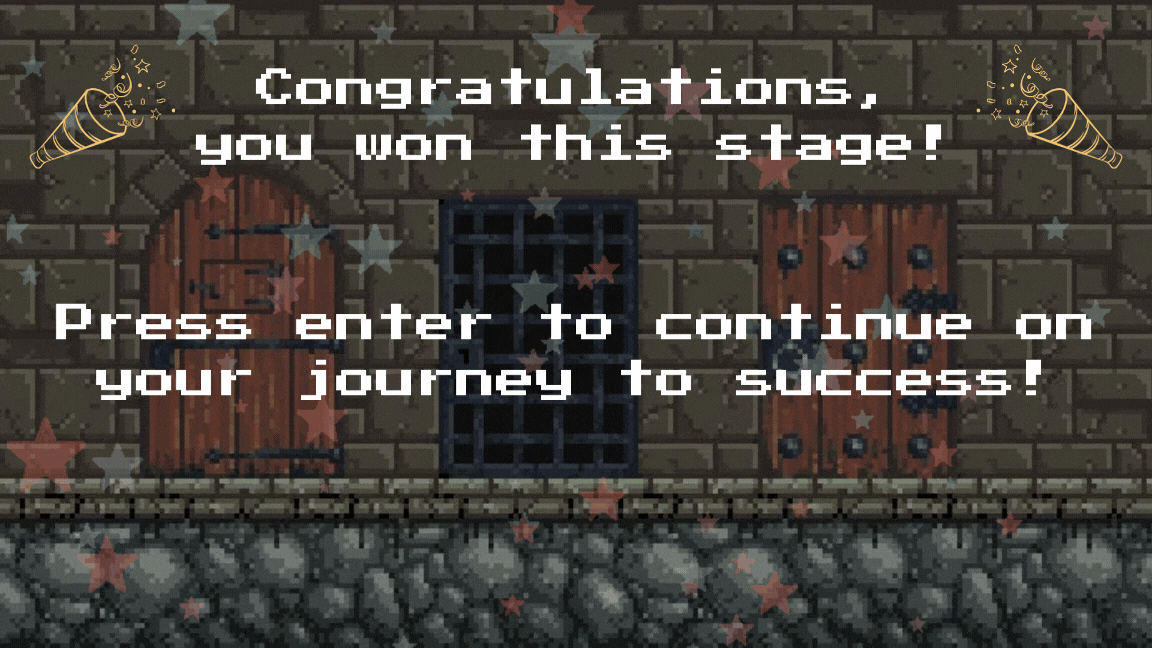 Congratulations,
you won this stage!
Press enter to continue on
your journey to success!